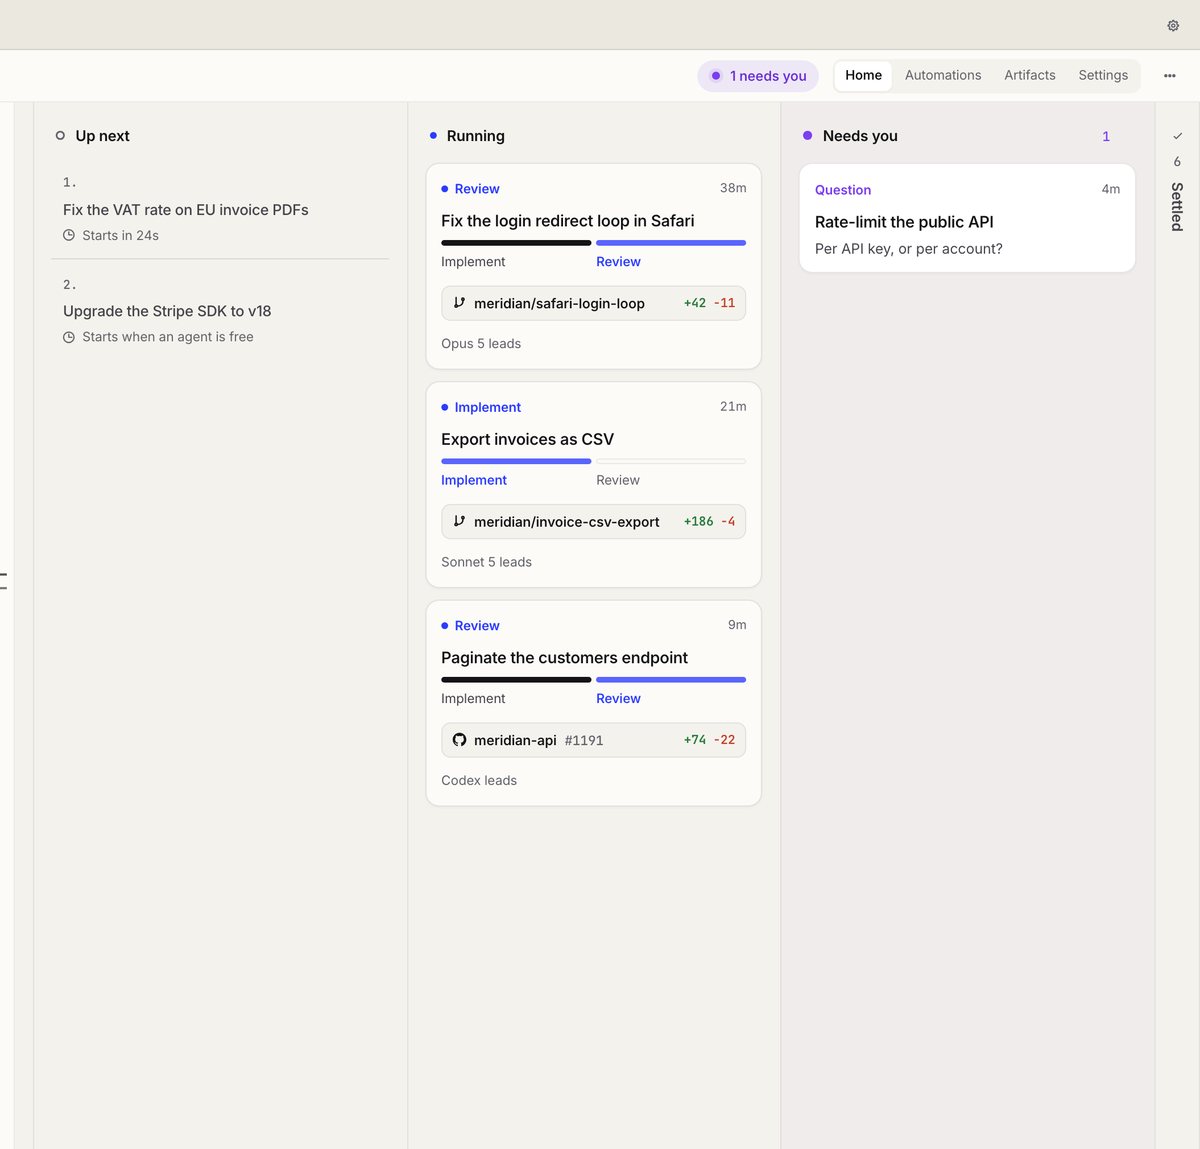 1 needs you
Home
Automations
Artifacts
Settings
Up next
1.
Fix the VAT rate on EU invoice PDFs
Starts in 24s
2.
Upgrade the Stripe SDK to v18
Starts when an agent is free
Running
Review 38m
Fix the login redirect loop in Safari
Implement Review
meridian/safari-login-loop +42 -11
Opus 5 leads
Implement 21m
Export invoices as CSV
Implement Review
meridian/invoice-csv-export +186 -4
Sonnet 5 leads
Review 9m
Paginate the customers endpoint
Implement Review
meridian-api #1191 +74 -22
Codex leads
Needs you 1
Question 4m
Rate-limit the public API
Per API key, or per account?
6
Settled